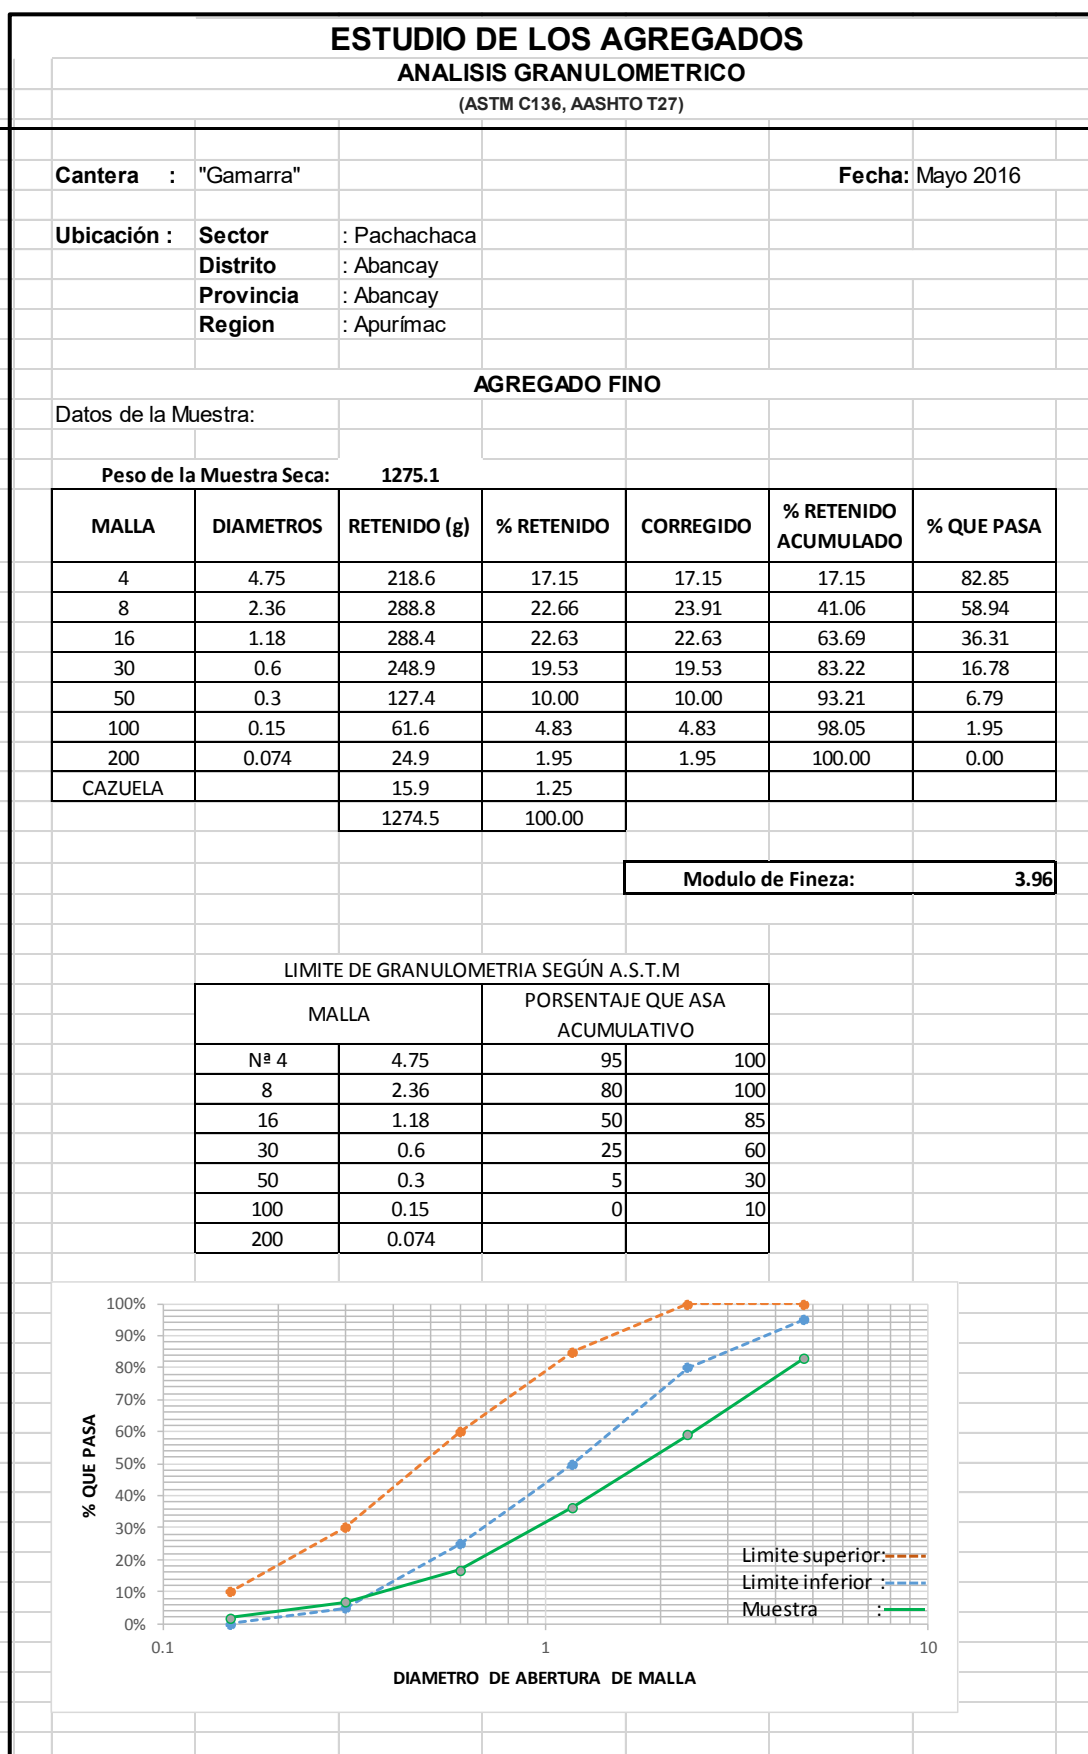 ESTUDIO DE LOS AGREGADOS
ANALISIS GRANULOMETRICO
(ASTM C136, AASHTO T27)
Cantera : "Gamarra" Fecha: Mayo 2016
Ubicación : Sector : Pachachaca
Distrito : Abancay
Provincia : Abancay
Region : Apurímac
AGREGADO FINO
Datos de la Muestra:
Peso de la Muestra Seca: 1275.1
MALLA DIAMETROS RETENIDO (g) % RETENIDO CORREGIDO % RETENIDO ACUMULADO % QUE PASA
4 4.75 218.6 17.15 17.15 17.15 82.85
8 2.36 288.8 22.66 23.91 41.06 58.94
16 1.18 288.4 22.63 22.63 63.69 36.31
30 0.6 248.9 19.53 19.53 83.22 16.78
50 0.3 127.4 10.00 10.00 93.21 6.79
100 0.15 61.6 4.83 4.83 98.05 1.95
200 0.074 24.9 1.95 1.95 100.00 0.00
CAZUELA 15.9 1.25
1274.5 100.00
Modulo de Fineza: 3.96
LIMITE DE GRANULOMETRIA SEGÚN A.S.T.M
MALLA PORSENTAJE QUE ASA ACUMULATIVO
Nª 4 4.75 95 100
8 2.36 80 100
16 1.18 50 85
30 0.6 25 60
50 0.3 5 30
100 0.15 0 10
200 0.074
% QUE PASA
100%
90%
80%
70%
60%
50%
40%
30%
20%
10%
0%
Limite superior:
Limite inferior :
Muestra :
0.1 1 10
DIAMETRO DE ABERTURA DE MALLA